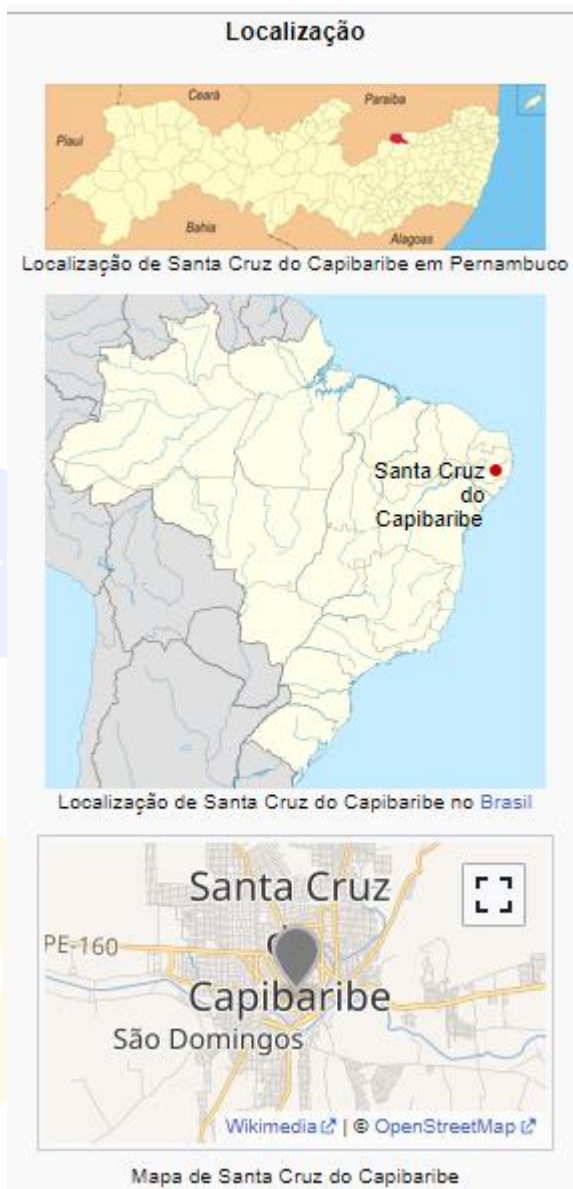 Localização
Ceará
Paraíba
Piauí
Bahia
Alagoas
Localização de Santa Cruz do Capibaribe em Pernambuco
Santa Cruz
do
Capibaribe
Localização de Santa Cruz do Capibaribe no Brasil
Santa Cruz
PE-160
Capibaribe
São Domingos
Wikimedia | © OpenStreetMap
Mapa de Santa Cruz do Capibaribe